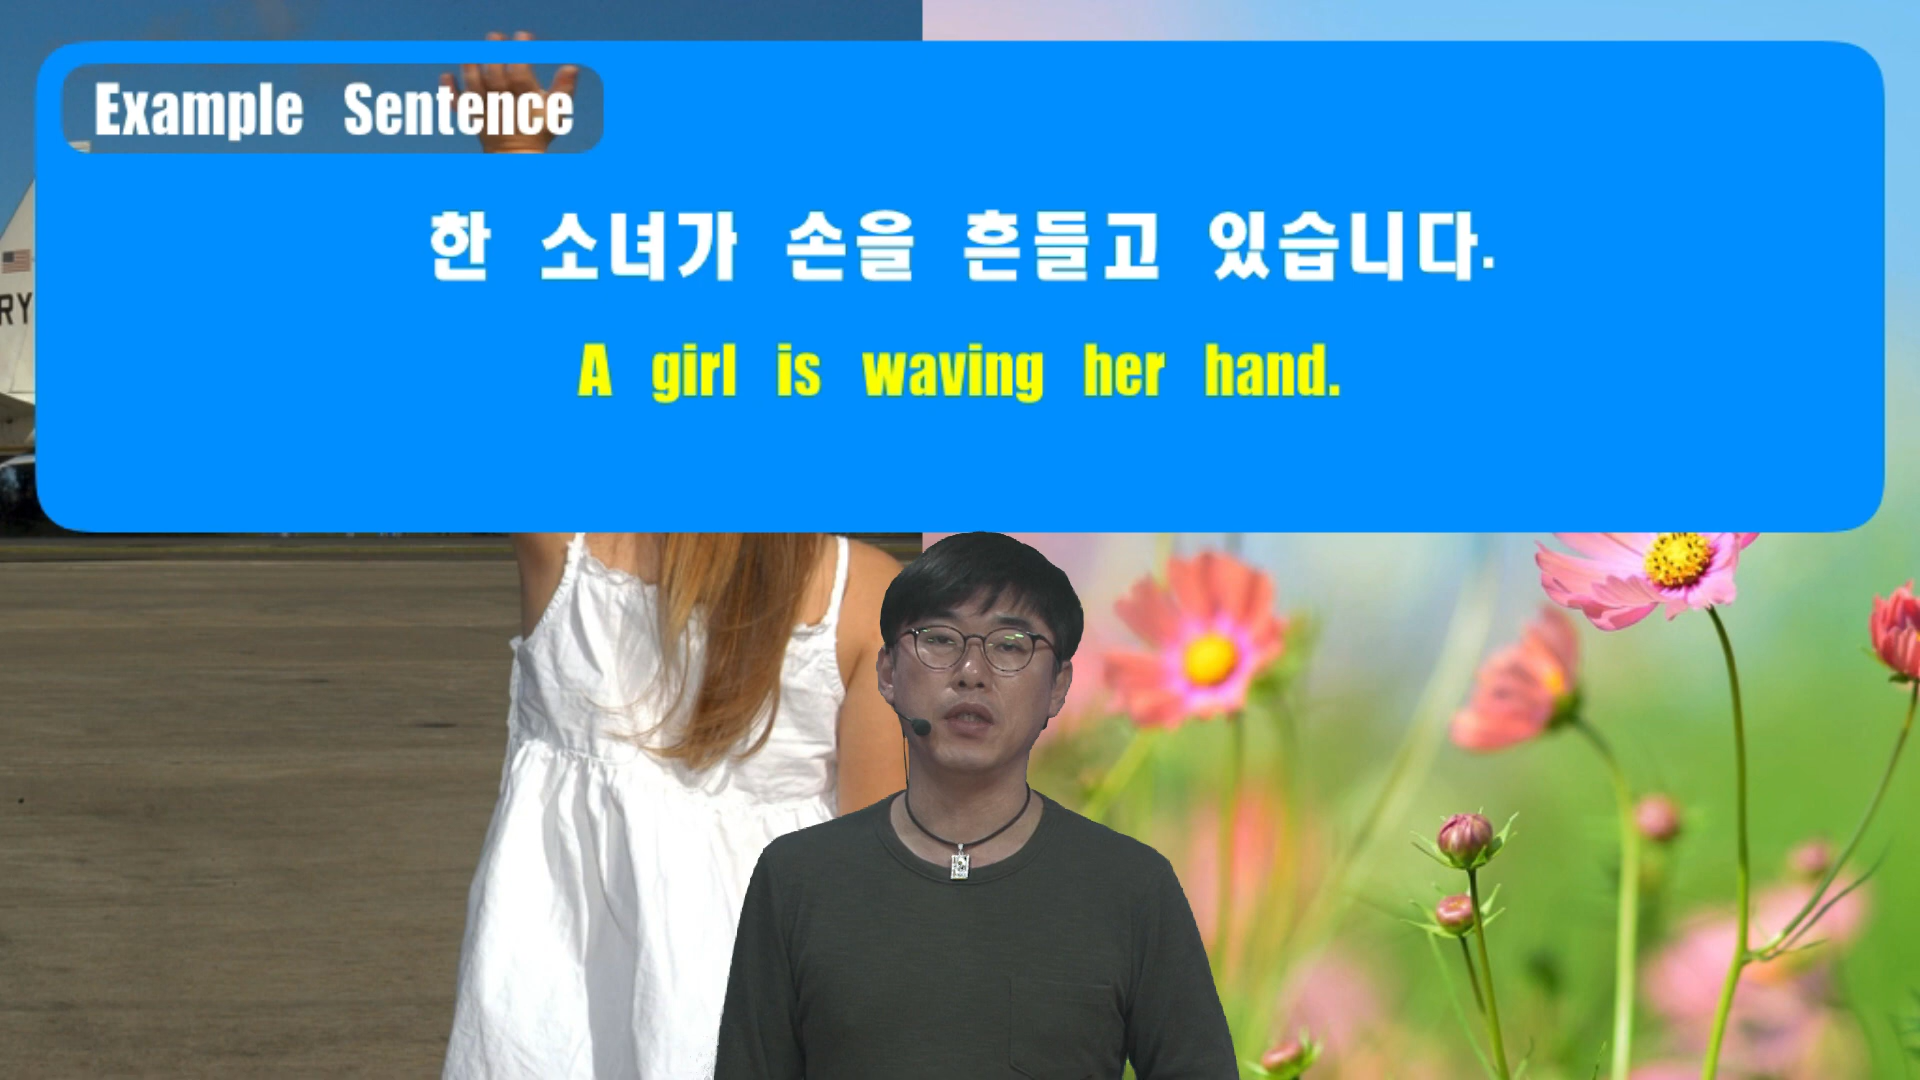 Example Sentence
한 소녀가 손을 흔들고 있습니다.
A girl is waving her hand.
RY